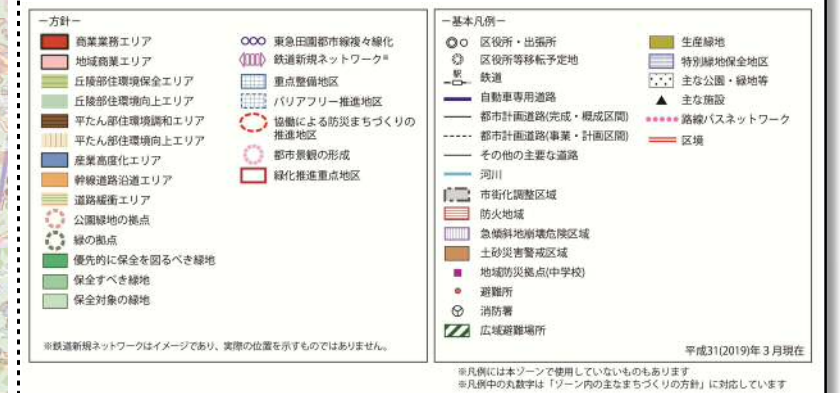 －方針－
商業業務エリア
地域商業エリア
丘陵部住環境保全エリア
丘陵部住環境向上エリア
平たん部住環境調和エリア
平たん部住環境向上エリア
産業高度化エリア
幹線道路沿道エリア
道路緩衝エリア
公園緑地の拠点
緑の拠点
優先的に保全を図るべき緑地
保全すべき緑地
保全対象の緑地
東急田園都市線複々線化
鉄道新規ネットワーク※
重点整備地区
バリアフリー推進地区
協働による防災まちづくりの
推進地区
都市景観の形成
緑化推進重点地区
※鉄道新規ネットワークはイメージであり、実際の位置を示すものではありません。
－基本凡例－
区役所・出張所
区役所等移転予定地
駅
鉄道
自動車専用道路
都市計画道路(完成・概成区間)
都市計画道路(事業・計画区間)
その他の主要な道路
河川
市街化調整区域
防火地域
急傾斜地崩壊危険区域
土砂災害警戒区域
地域防災拠点(中学校)
避難所
消防署
広域避難場所
生産緑地
特別緑地保全地区
主な公園・緑地等
主な施設
路線バスネットワーク
区境
平成31(2019)年３月現在
※凡例には本ゾーンで使用していないものもあります
※凡例中の丸数字は「ゾーン内の主なまちづくりの方針」に対応しています